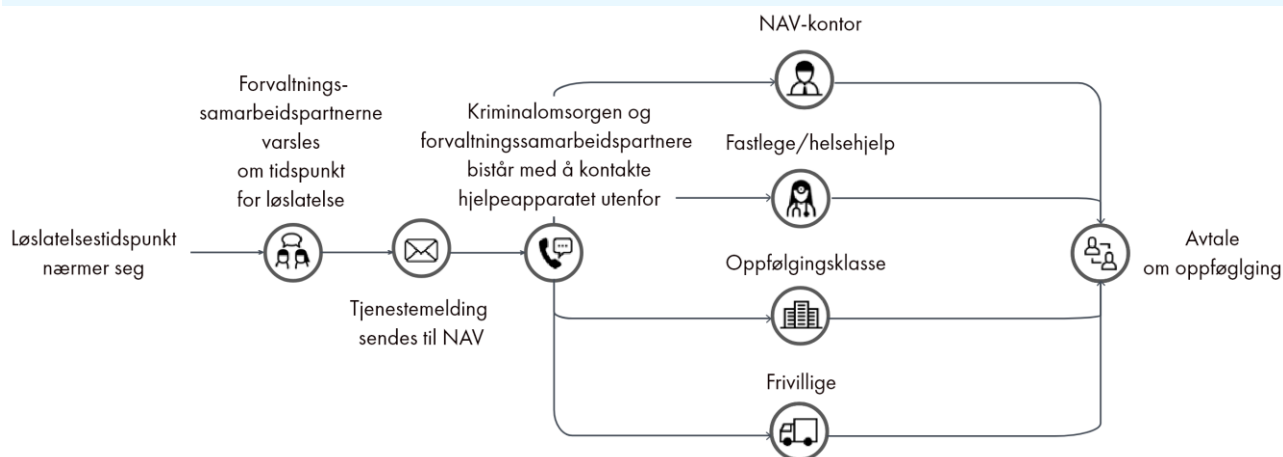 Løslatelsestidspunkt
nærmer seg
Forvaltnings-
samarbeidspartnerne
varsles
om tidspunkt
for løslatelse
Tjenestemelding
sendes til NAV
Kriminalomsorgen og
forvaltningssamarbeidspartnere
bistår med å kontakte
hjelpeapparatet utenfor
NAV-kontor
Fastlege/helsehjelp
Oppfølgingsklasse
Frivillige
Avtale
om oppføglging